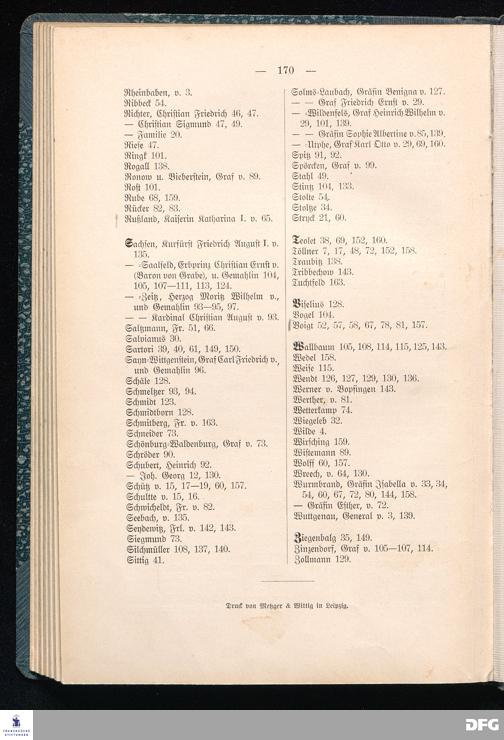 — 170 —
Rheinbaben, v. 3.
Ribbeck 54.
Richter, Christian Friedrich 46, 47.
— Christian Sigmund 47, 49.
— Familie 20.
Riese 47.
Ringk 101.
Rogall 138.
Ronow u. Bieberstein, Graf v. 89.
Rost 101.
Rube 68, 159.
Rücker 82, 83.
Rußland, Kaiserin Katharina I. v. 65.
Sachsen, Kurfürst Friedrich August I. v.
135.
— -Saalfeld, Erbprinz Christian Ernst v.
(Baron von Grabe), u. Gemahlin 104,
105, 107—111, 113, 124.
— -Zeitz, Herzog Moritz Wilhelm v.,
und Gemahlin 93—95, 97.
— — Kardinal Christian August v. 93.
Saltzmann, Fr. 51, 66.
Salvianus 30.
Sartori 39, 40, 61, 149, 150.
Sayn-Wittgenstein, Graf Carl Friedrich v.,
und Gemahlin 96.
Schäle 128.
Schmeltzer 93, 94.
Schmidt 123.
Schmidtborn 128.
Schmitberg, Fr. v. 163.
Schneider 73.
Schönburg-Waldenburg, Graf v. 73.
Schröder 90.
Schubert, Heinrich 92.
— Joh. Georg 12, 130.
Schütz v. 15, 17—19, 60, 157.
Schultte v. 15, 16.
Schwicheldt, Fr. v. 82.
Seebach, v. 135.
Seydewitz, Frl. v. 142, 143.
Siegmund 73.
Silchmüller 108, 137, 140.
Sittig 41.
Solms-Laubach, Gräfin Benigna v. 127.
— — Graf Friedrich Ernst v. 29.
— -Wildenfels, Graf Heinrich Wilhelm v.
29, 101, 139.
— — Gräfin Sophie Albertine v. 85, 139.
— -Utphe, Graf Karl Otto v. 29, 69, 160.
Spitz 91, 92.
Spörcken, Graf v. 99.
Stahl 49.
Stintz 104, 133.
Stolte 54.
Stoltze 34.
Stryck 21, 60.
Teolet 38, 69, 152, 160.
Töllner 7, 17, 48, 72, 152, 158.
Traubitz 138.
Tribbechow 143.
Tuchtfeld 163.
Viselius 128.
Vogel 104.
Voigt 52, 57, 58, 67, 78, 81, 157.
Wallbaum 105, 108, 114, 115, 125, 143.
Wedel 158.
Weise 115.
Wendt 126, 127, 129, 130, 136.
Werner v. Bopfingen 143.
Werther, v. 81.
Wetterkamp 74.
Wiegeleb 32.
Wilde 4.
Wirsching 159.
Wistemann 89.
Wolff 60, 157.
Wreech, v. 64, 130.
Wurmbrand, Gräfin Isabella v. 33, 34,
54, 60, 67, 72, 80, 144, 158.
— Gräfin Esther, v. 72.
Wuttgenau, General v. 3, 139.
Ziegenbalg 35, 149.
Zinzendorf, Graf v. 105—107, 114.
Zollmann 129.
Druck von Metzger & Wittig in Leipzig.
FRANCKESCHE
STIFTUNGEN
DFG